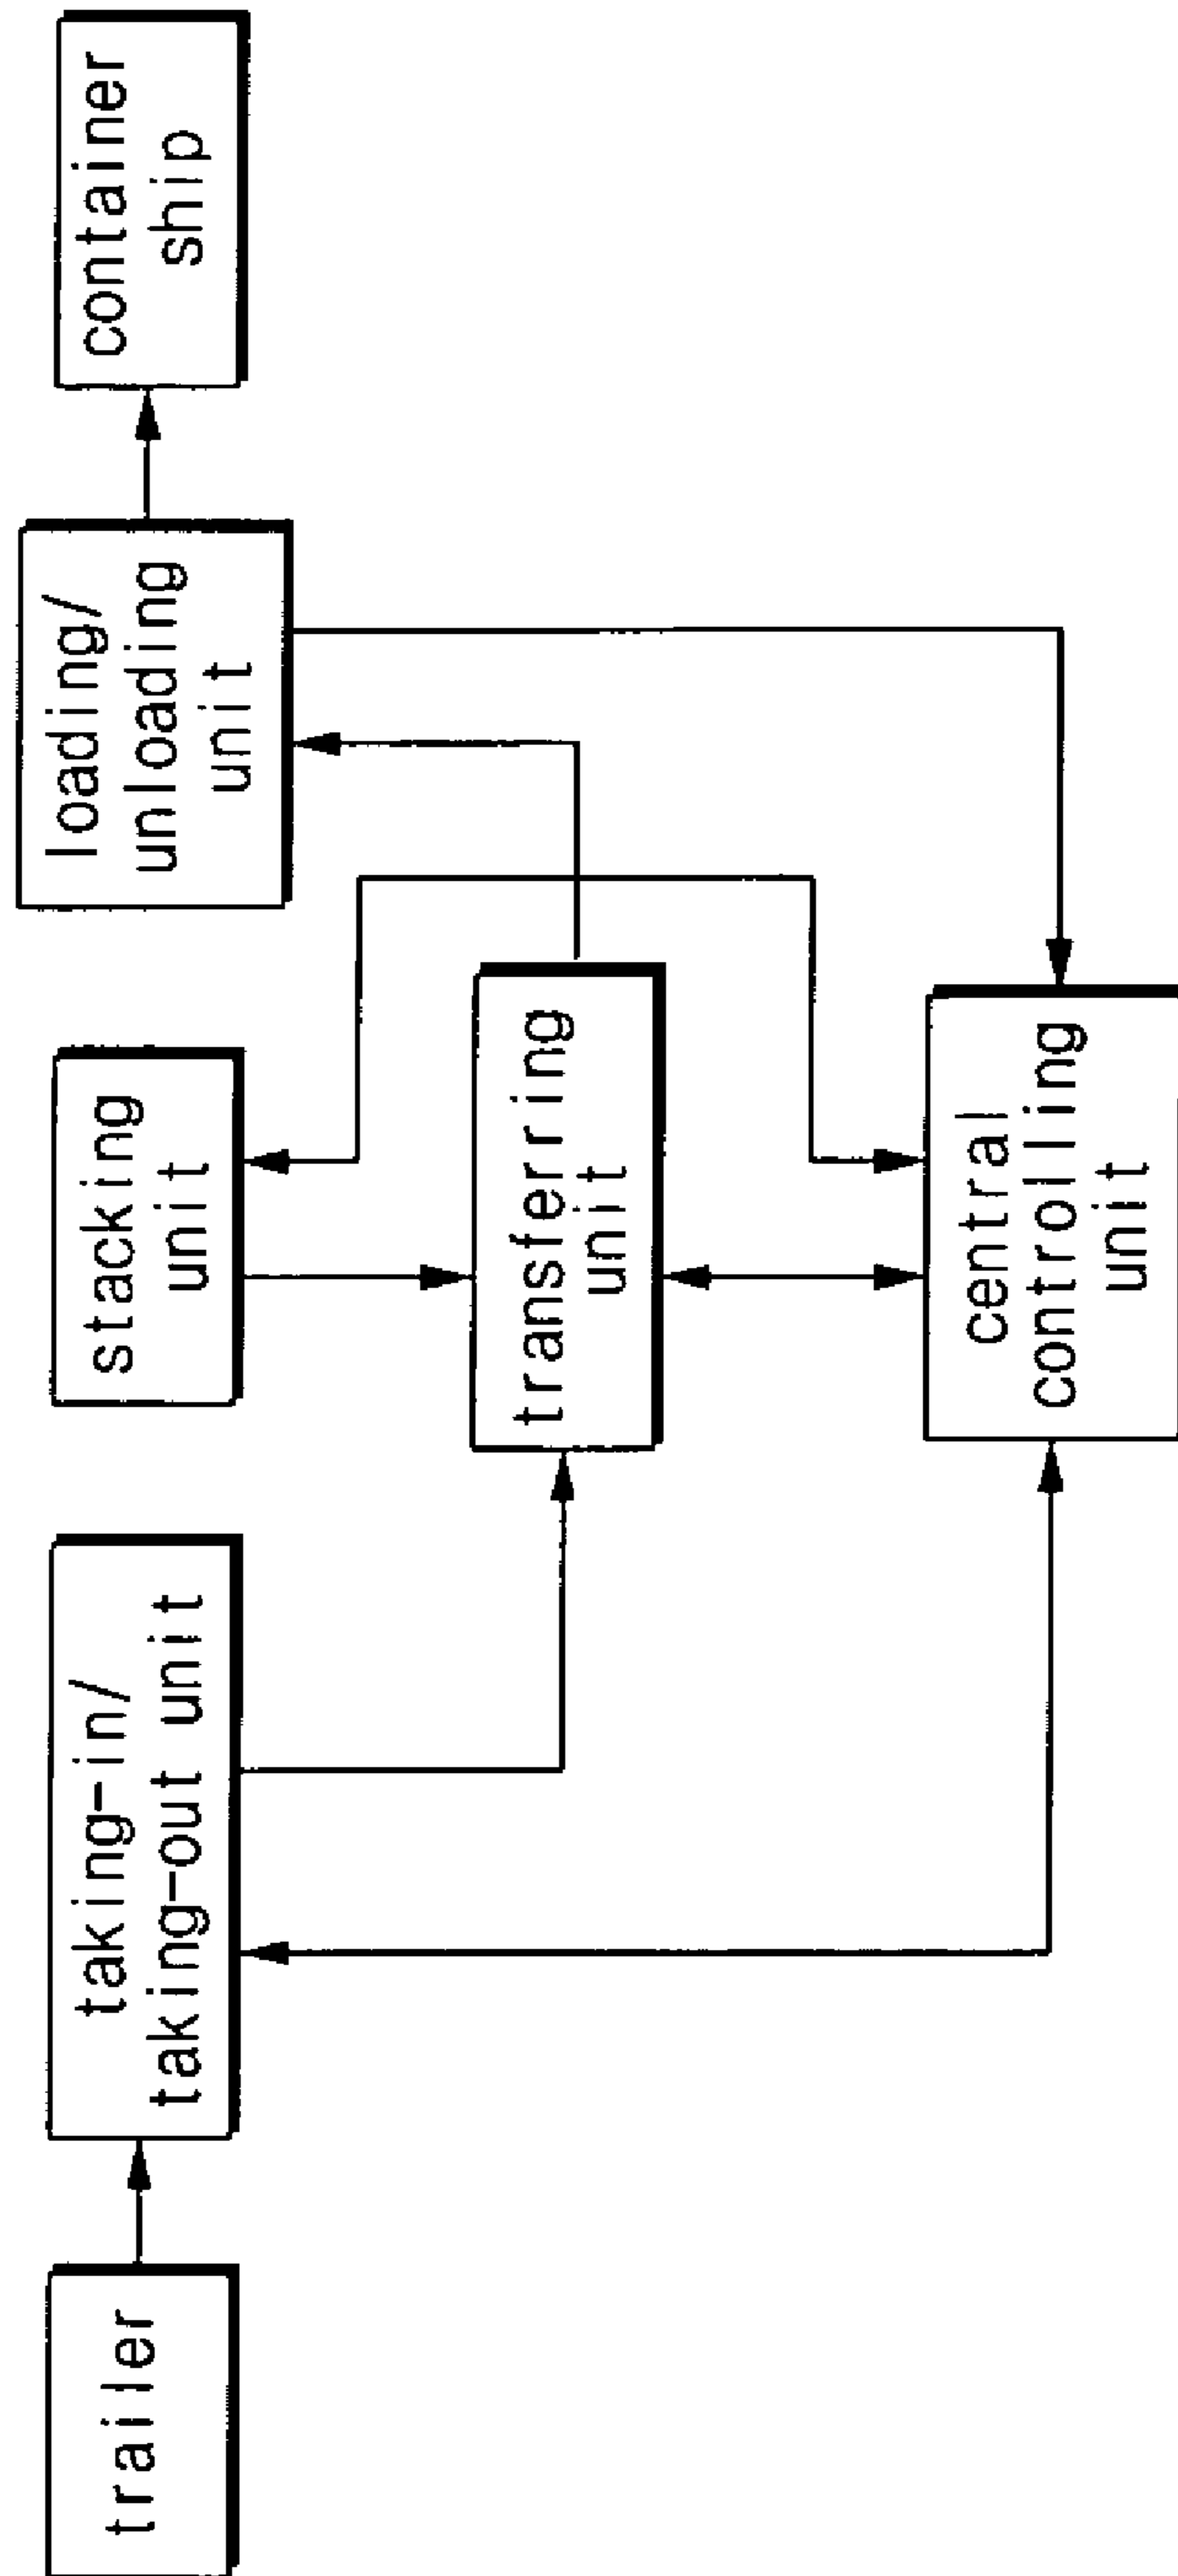 trailer
taking-in/
taking-out unit
stacking
unit
loading/
unloading
unit
container
ship
transferring
unit
central
controlling
unit